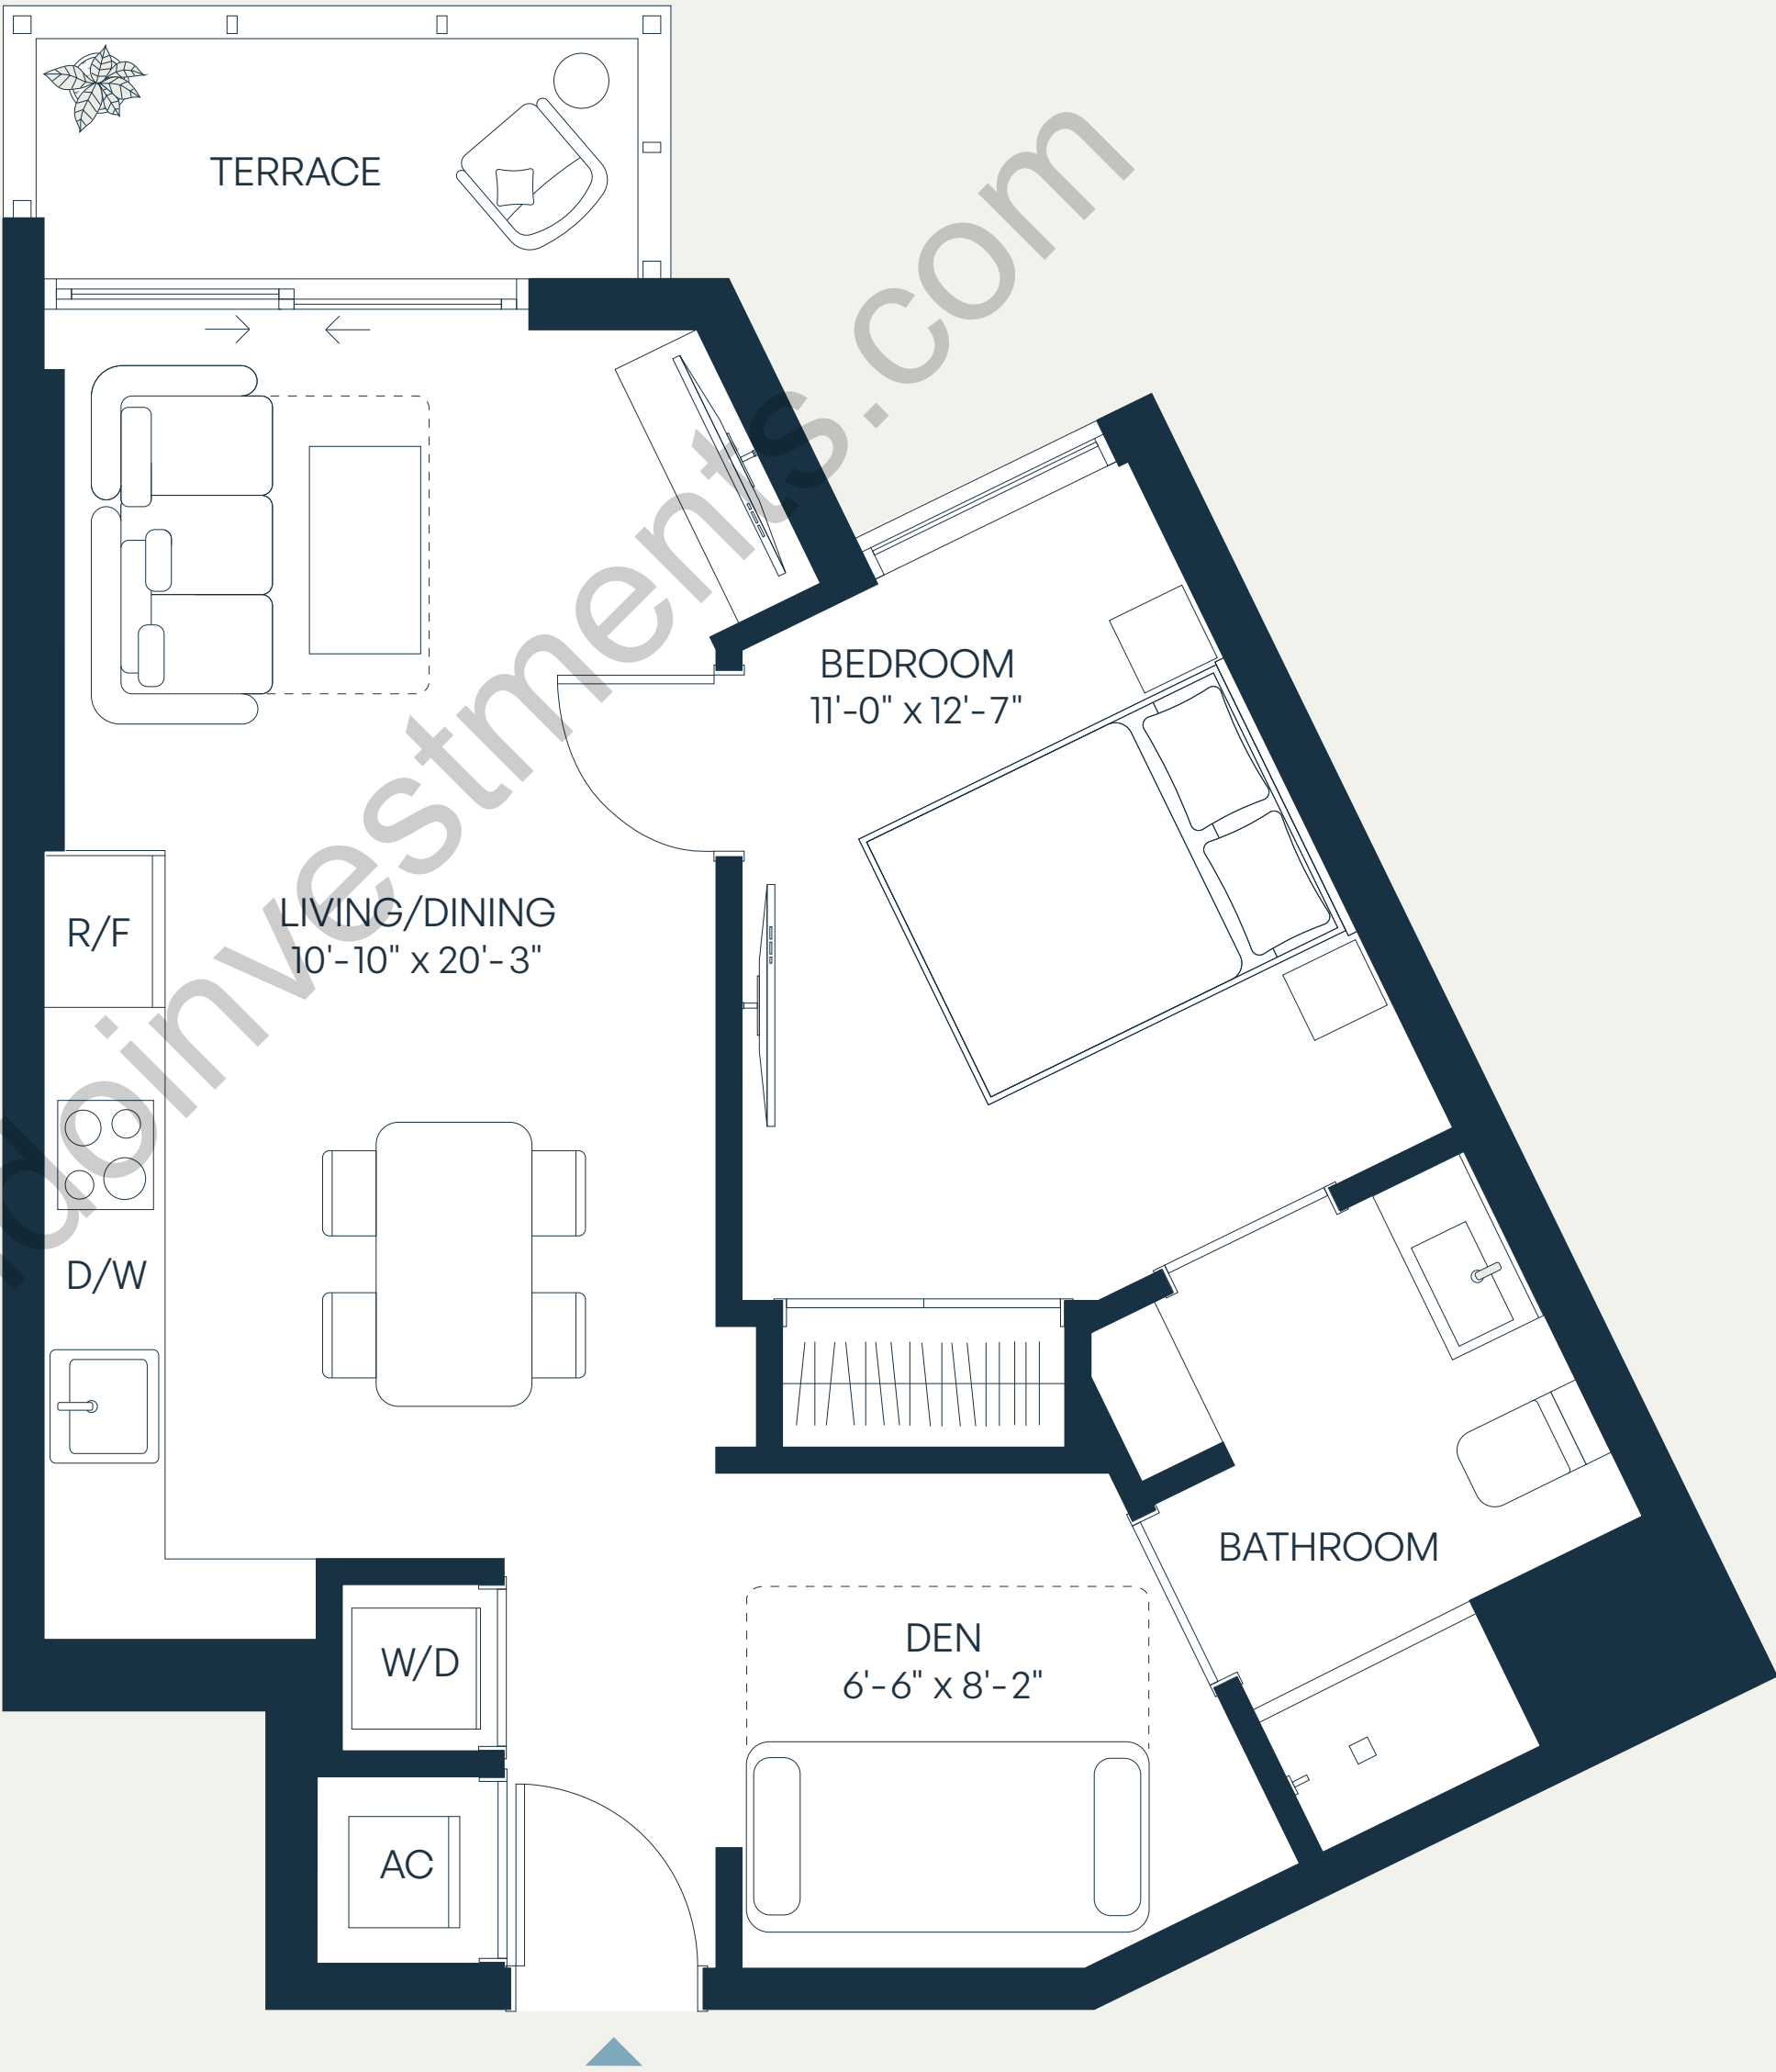 TERRACE
BEDROOM
11'-0" x 12'-7"
LIVING/DINING
10'-10" x 20'-3"
R/F
D/W
BATHROOM
DEN
6'-6" x 8'-2"
W/D
AC
doinvestments.com